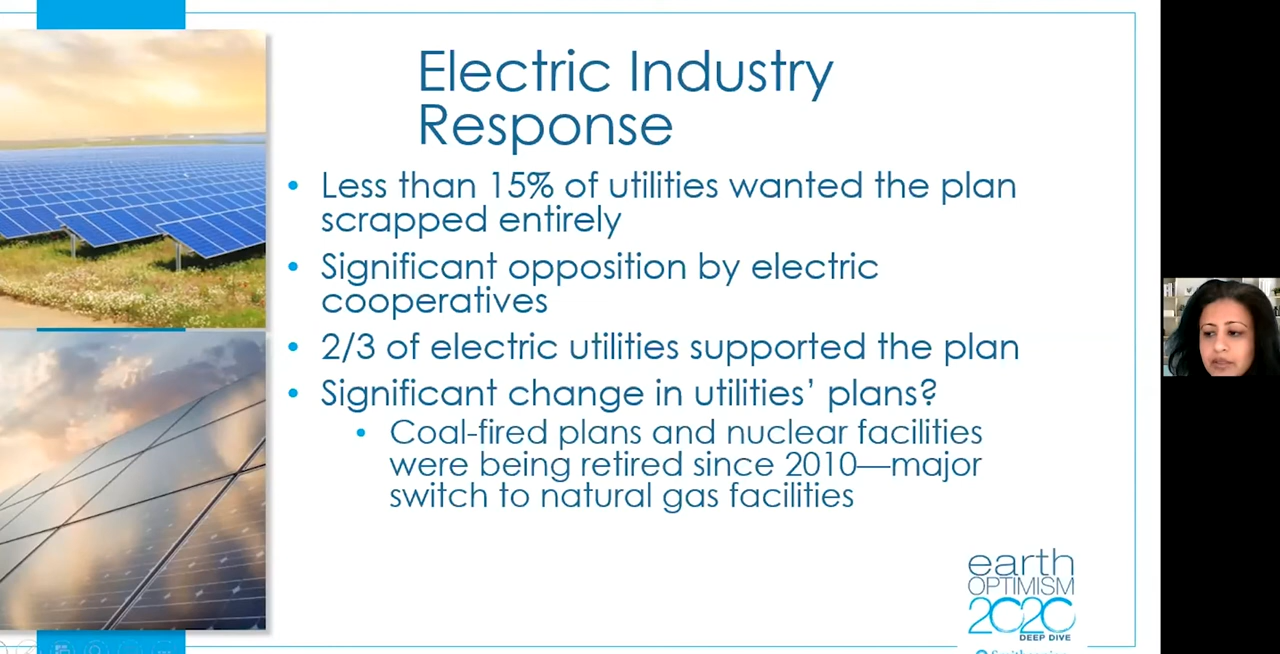 Electric Industry
Response
• Less than 15% of utilities wanted the plan
scrapped entirely
• Significant opposition by electric
cooperatives
• 2/3 of electric utilities supported the plan
• Significant change in utilities' plans?
• Coal-fired plans and nuclear facilities
were being retired since 2010—major
switch to natural gas facilities
earth
OPTIMISM
2020
DEEP DIVE